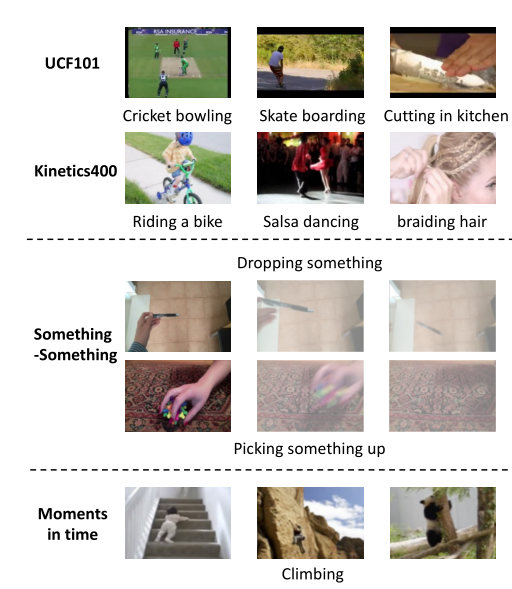 UCF101
RSA INSURANCE
Cricket bowling
Skate boarding
Cutting in kitchen
Kinetics400
Riding a bike
Salsa dancing
braiding hair
Dropping something
Something
-Something
Picking something up
Moments
in time
Climbing